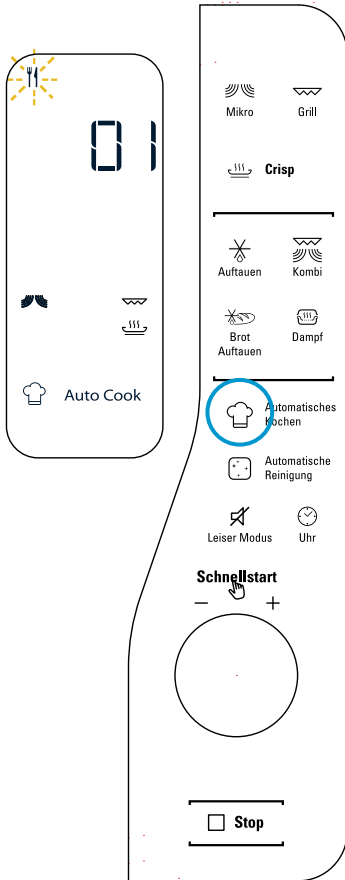 01
Auto Cook
Mikro
Grill
Crisp
Auftauen
Kombi
Brot
Auftauen
Dampf
Automatisches
Kochen
Automatische
Reinigung
Leiser Modus
Uhr
Schnellstart
− +
Stop